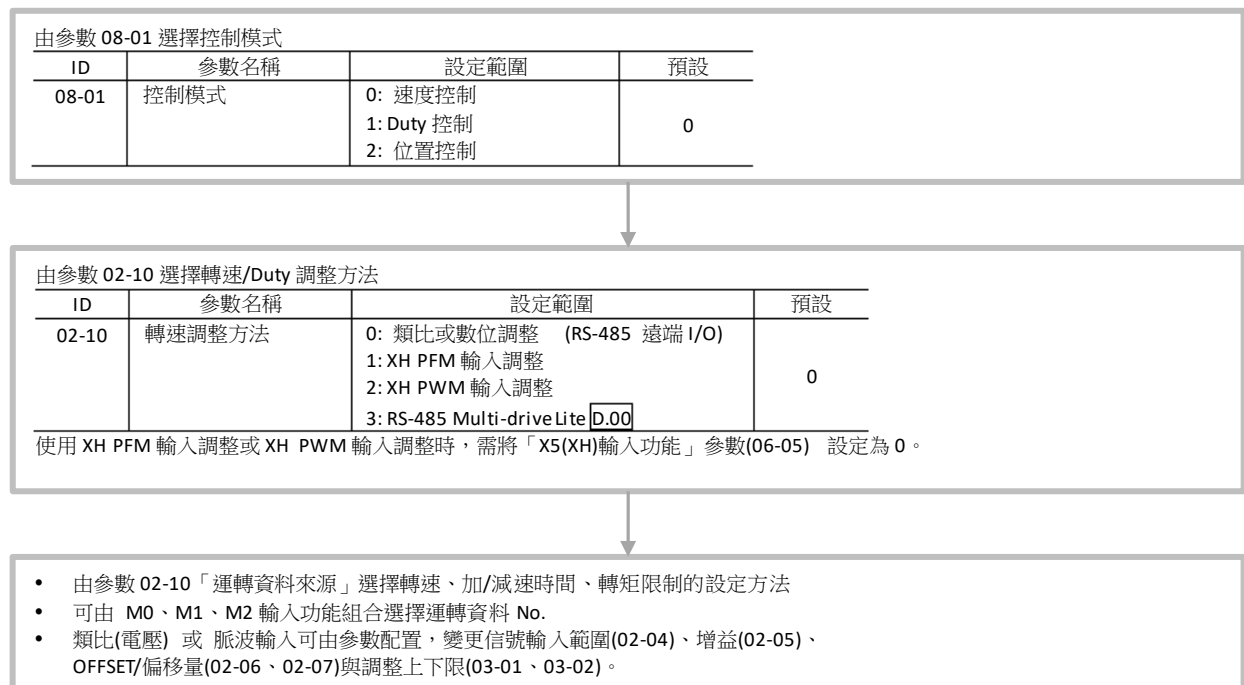 由參數 08-01 選擇控制模式
ID 參數名稱 設定範圍 預設
08-01 控制模式 0: 速度控制
1: Duty 控制 0
2: 位置控制
由參數 02-10 選擇轉速/Duty 調整方法
ID 參數名稱 設定範圍 預設
02-10 轉速調整方法 0: 類比或數位調整 (RS-485 遠端 I/O)
1: XH PFM 輸入調整
2: XH PWM 輸入調整 0
3: RS-485 Multi-drive Lite D.00
使用 XH PFM 輸入調整或 XH PWM 輸入調整時，需將「X5(XH)輸入功能」參數(06-05) 設定為 0。
• 由參數 02-10「運轉資料來源」選擇轉速、加/減速時間、轉矩限制的設定方法
• 可由 M0、M1、M2 輸入功能組合選擇運轉資料 No.
• 類比(電壓) 或 脈波輸入可由參數配置，變更信號輸入範圍(02-04)、增益(02-05)、
OFFSET/偏移量(02-06、02-07)與調整上下限(03-01、03-02)。